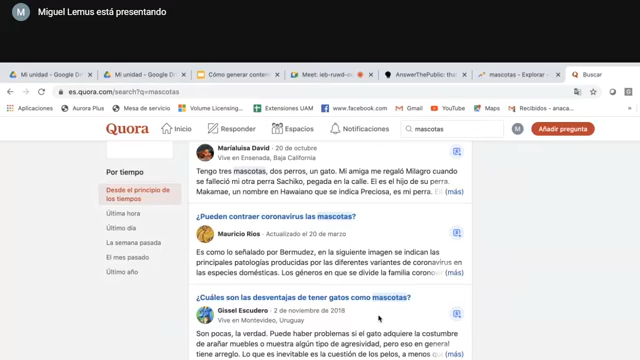 M Miguel Lemus está presentando
Mi unidad - Google Dr
Mi unidad - Google Dr
Cómo generar conten
Meet: ieb-ruwd-e
AnswerThePublic: tha
mascotas - Explorar -
Buscar
es.quora.com/search?q=mascotas
Aplicaciones
Aurora Plus
Mesa de servicio
Volume Licensing...
Extensiones UAM
www.facebook.com
Gmail
YouTube
Maps
Recibidos - anaca...
Quora
Inicio
Responder
Espacios
Notificaciones
mascotas
M
Añadir pregunta
Por tiempo
Desde el principio de
los tiempos
Última hora
Último día
La semana pasada
El mes pasado
Último año
Maríaluisa David · 20 de octubre
Vive en Ensenada, Baja California
Tengo tres mascotas, dos perros, un gato. Mi amiga me regaló Milagro cuando
se falleció mi otra perra Sachiko, pegada en la calle. El es el hijo de su perra.
Makamae, un nombre en Hawaiano que se indica Preciosa, es mi perra. El (más)
¿Pueden contraer coronavirus las mascotas?
Mauricio Ríos · Actualizado el 20 de marzo
Es como lo señalado por Bermudez, en la siguiente imagen se indican las
principales patologías producidas por las diferentes variantes de coronavirus en
las especies domésticas. Los géneros en que se divide la familia coronav (más)
¿Cuáles son las desventajas de tener gatos como mascotas?
Gissel Escudero · 2 de noviembre de 2018
Vive en Montevideo, Uruguay
Son pocas, la verdad. Puede haber problemas si el gato adquiere la costumbre
de arañar muebles o muestra algún tipo de agresividad, pero eso en general
tiene arreglo. Lo que es inevitable es la cuestión de los pelos, a menos que (más)